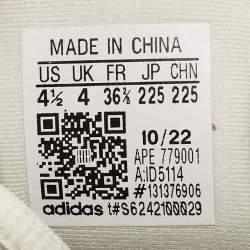 MADE IN CHINA
US UK FR JP CHN
4½ 4 36⅔ 225 225
10/22
APE 779001
A:ID5114
#131376906
adidas t#S6242100029